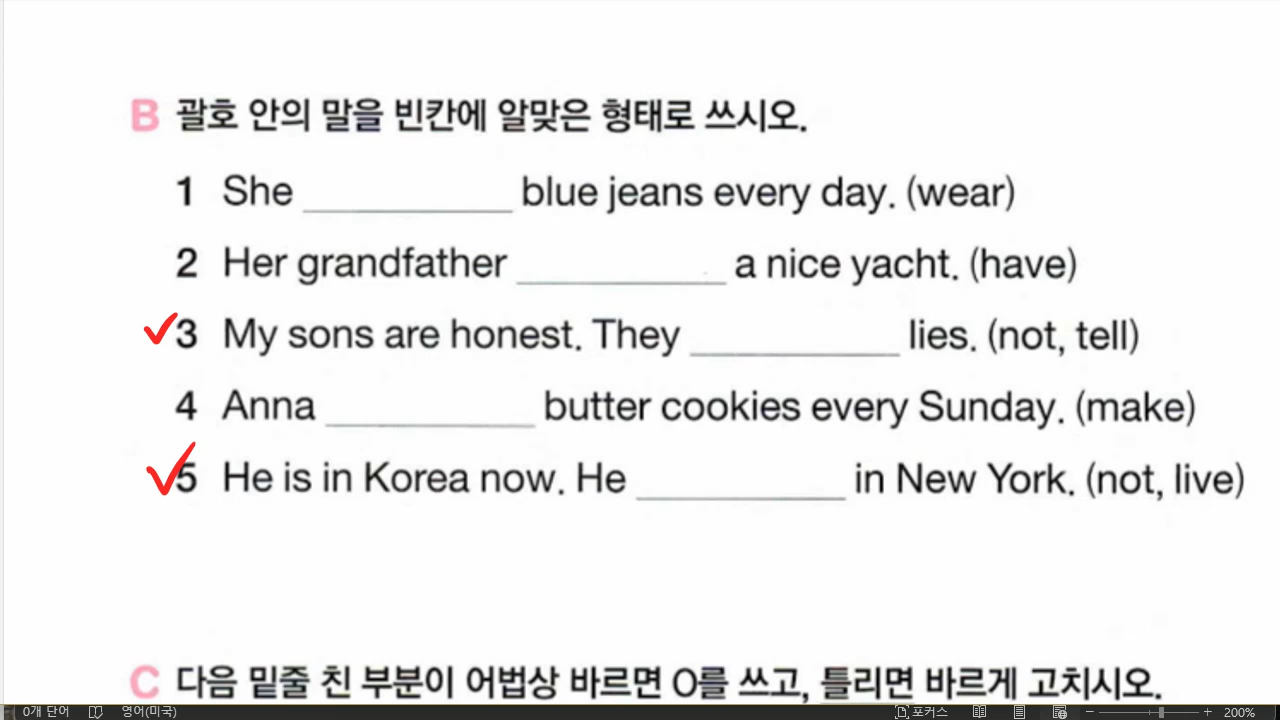 B 괄호 안의 말을 빈칸에 알맞은 형태로 쓰시오.
1 She __________ blue jeans every day. (wear)
2 Her grandfather __________ a nice yacht. (have)
3 My sons are honest. They __________ lies. (not, tell)
4 Anna __________ butter cookies every Sunday. (make)
5 He is in Korea now. He __________ in New York. (not, live)
C 다음 밑줄 친 부분이 어법상 바르면 O를 쓰고, 틀리면 바르게 고치시오.
0개 단어 영어(미국) 포커스 200%